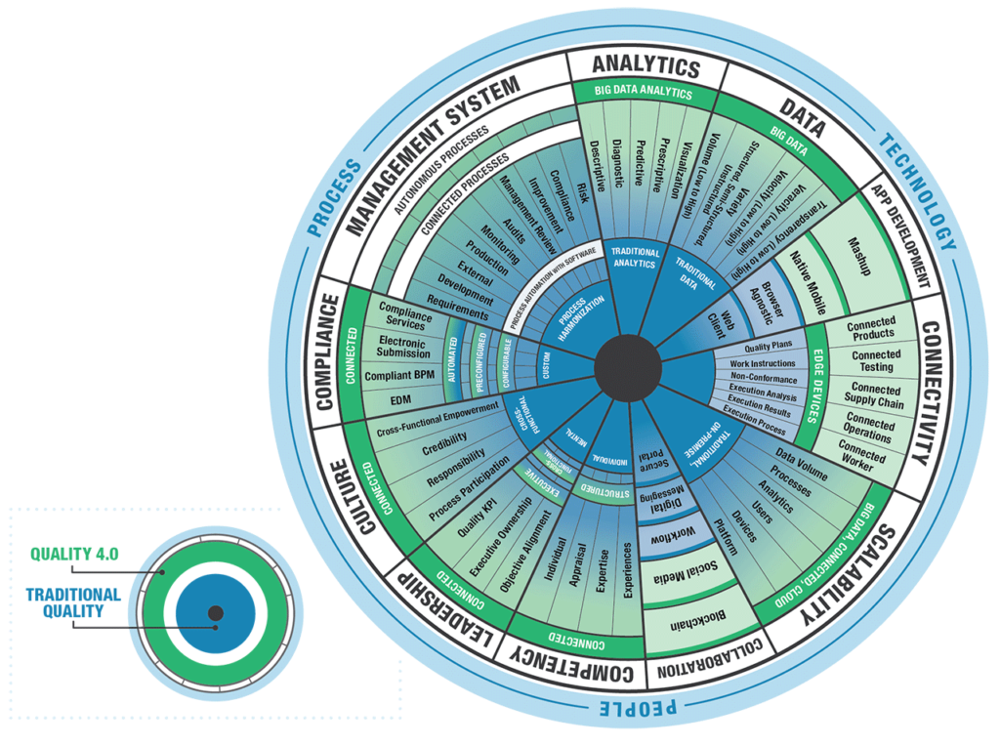 PROCESS
TECHNOLOGY
PEOPLE
MANAGEMENT SYSTEM
AUTONOMOUS PROCESSES
CONNECTED PROCESSES
Risk
Compliance
Improvement
Management Review
Audits
Monitoring
Production
External
Development
Requirements
PROCESS AUTOMATION WITH SOFTWARE
PROCESS
HARMONIZATION
ANALYTICS
BIG DATA ANALYTICS
Descriptive
Diagnostic
Predictive
Prescriptive
Visualization
TRADITIONAL
ANALYTICS
DATA
BIG DATA
Volume (Low to High)
Structured, Semi-Structured,
Unstructured
Variety
Velocity (Low to High)
Veracity (Low to High)
Transparency (Low to High)
TRADITIONAL
DATA
APP DEVELOPMENT
Mashup
Native Mobile
Browser
Agnostic
Web
Client
CONNECTIVITY
Connected
Products
Connected
Testing
Connected
Supply Chain
Connected
Operations
Connected
Worker
EDGE DEVICES
Quality Plans
Work Instructions
Non-Conformance
Execution Analysis
Execution Results
Execution Process
SCALABILITY
BIG DATA, CONNECTED, CLOUD
Data Volume
Processes
Analytics
Users
Devices
Platform
TRADITIONAL
ON-PREMISE
COLLABORATION
Blockchain
Social Media
Workflow
Digital
Messaging
Secure
Portal
COMPETENCY
CONNECTED
Individual
Appraisal
Expertise
Experiences
STRUCTURED
INDIVIDUAL
LEADERSHIP
CONNECTED
Quality KPI
Executive Ownership
Objective Alignment
EXECUTIVE
CROSS-
FUNCTIONAL
MENTAL
CULTURE
CONNECTED
Cross-Functional Empowerment
Credibility
Responsibility
Process Participation
CROSS-
FUNCTIONAL
COMPLIANCE
CONNECTED
Compliance
Services
Electronic
Submission
Compliant BPM
EDM
AUTOMATED
PRECONFIGURED
CONFIGURABLE
CUSTOM
QUALITY 4.0
TRADITIONAL
QUALITY